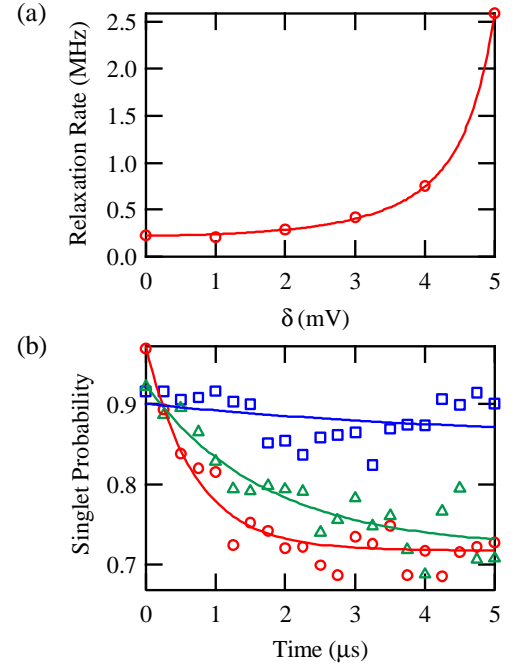 (a)
Relaxation Rate (MHz)
2.5
2.0
1.5
1.0
0.5
0.0
0 1 2 3 4 5
δ (mV)
(b)
Singlet Probability
0.9
0.8
0.7
0 1 2 3 4 5
Time (μs)